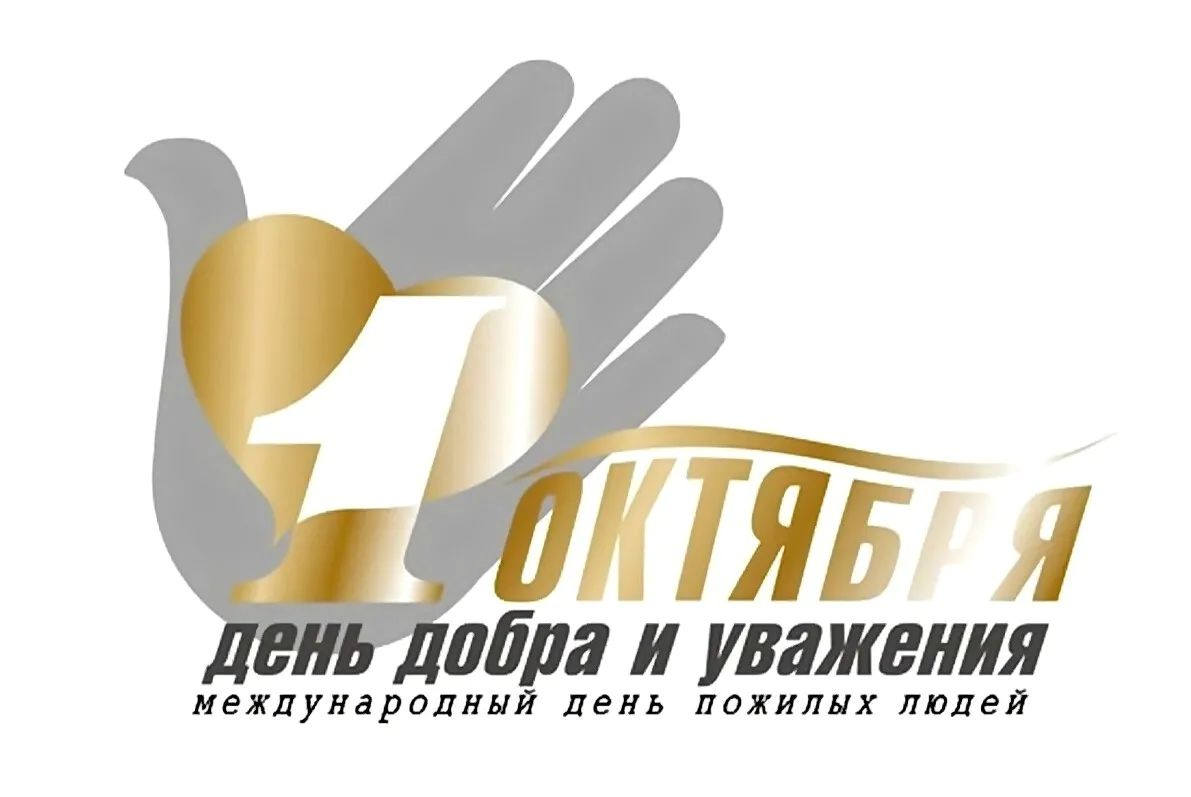 1 ОКТЯБРЯ
день добра и уважения
международный день пожилых людей